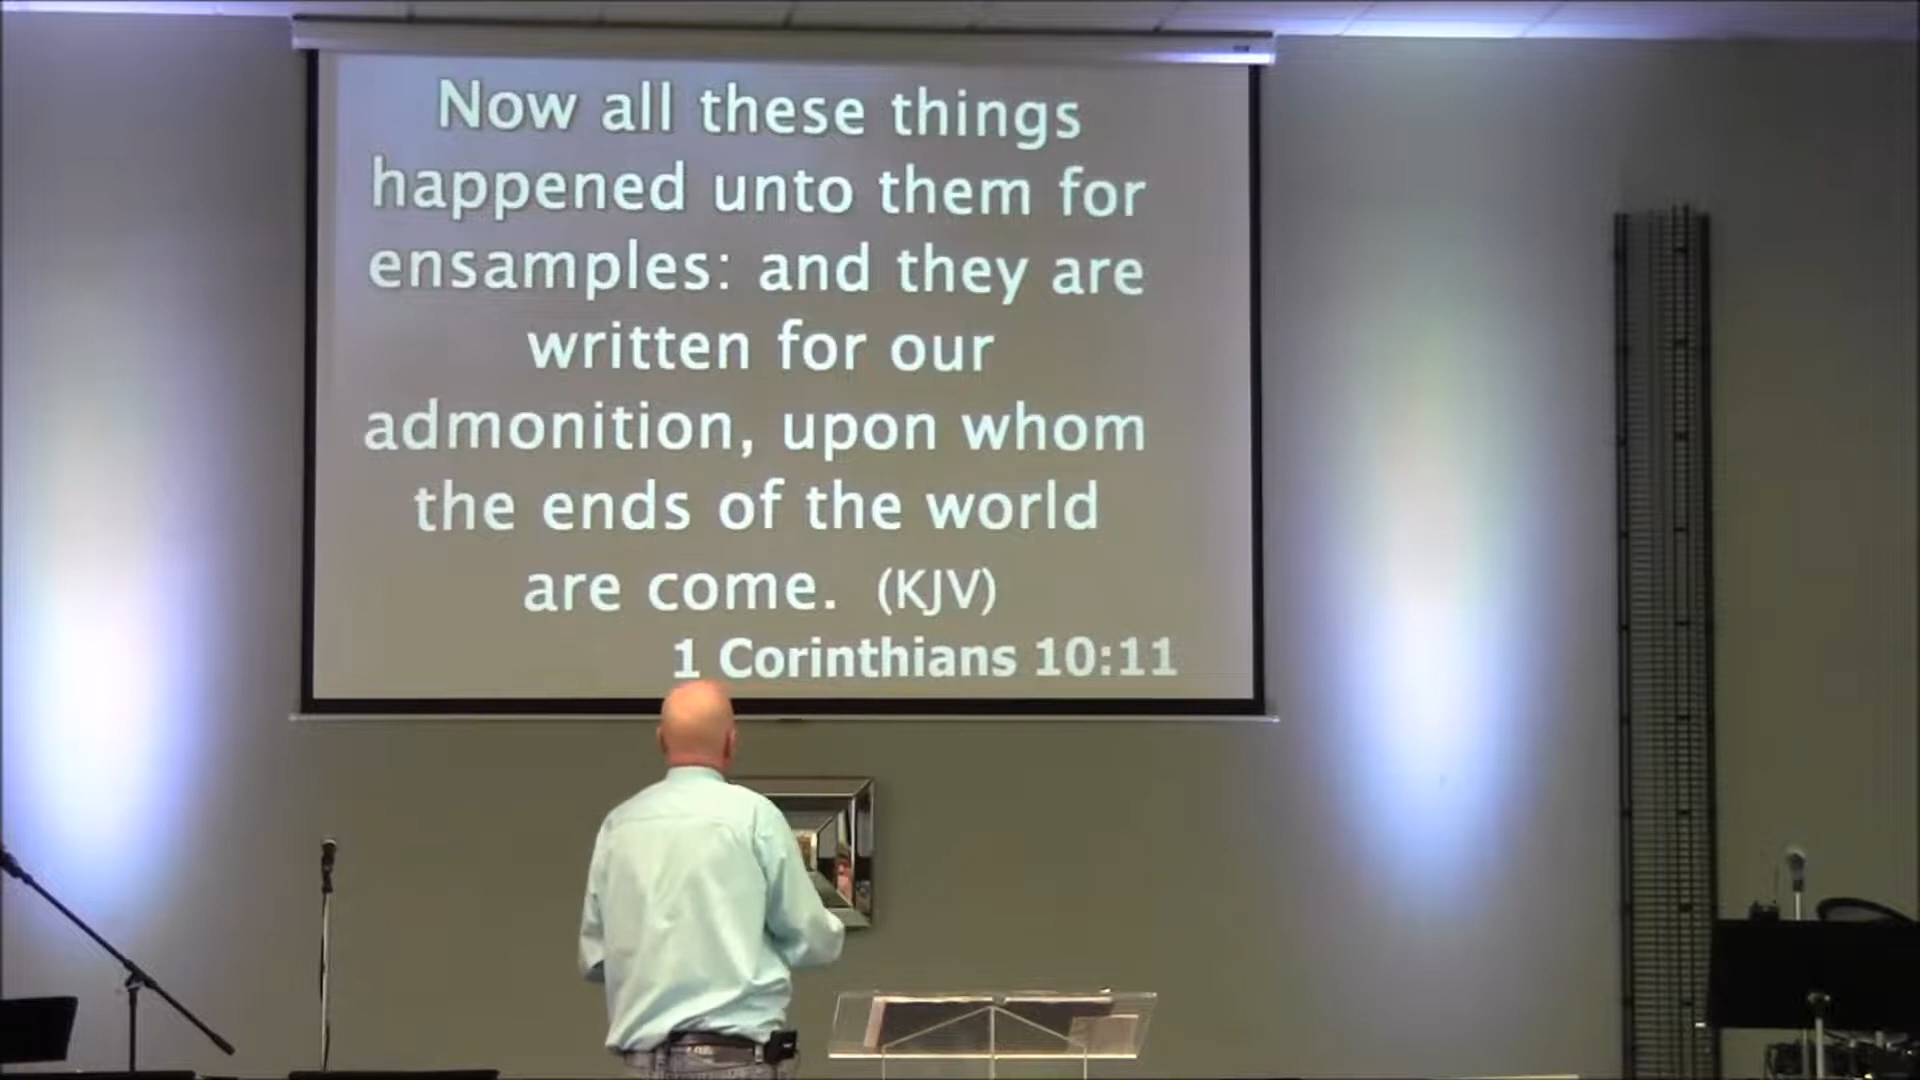 Now all these things
happened unto them for
ensamples: and they are
written for our
admonition, upon whom
the ends of the world
are come. (KJV)
1 Corinthians 10:11